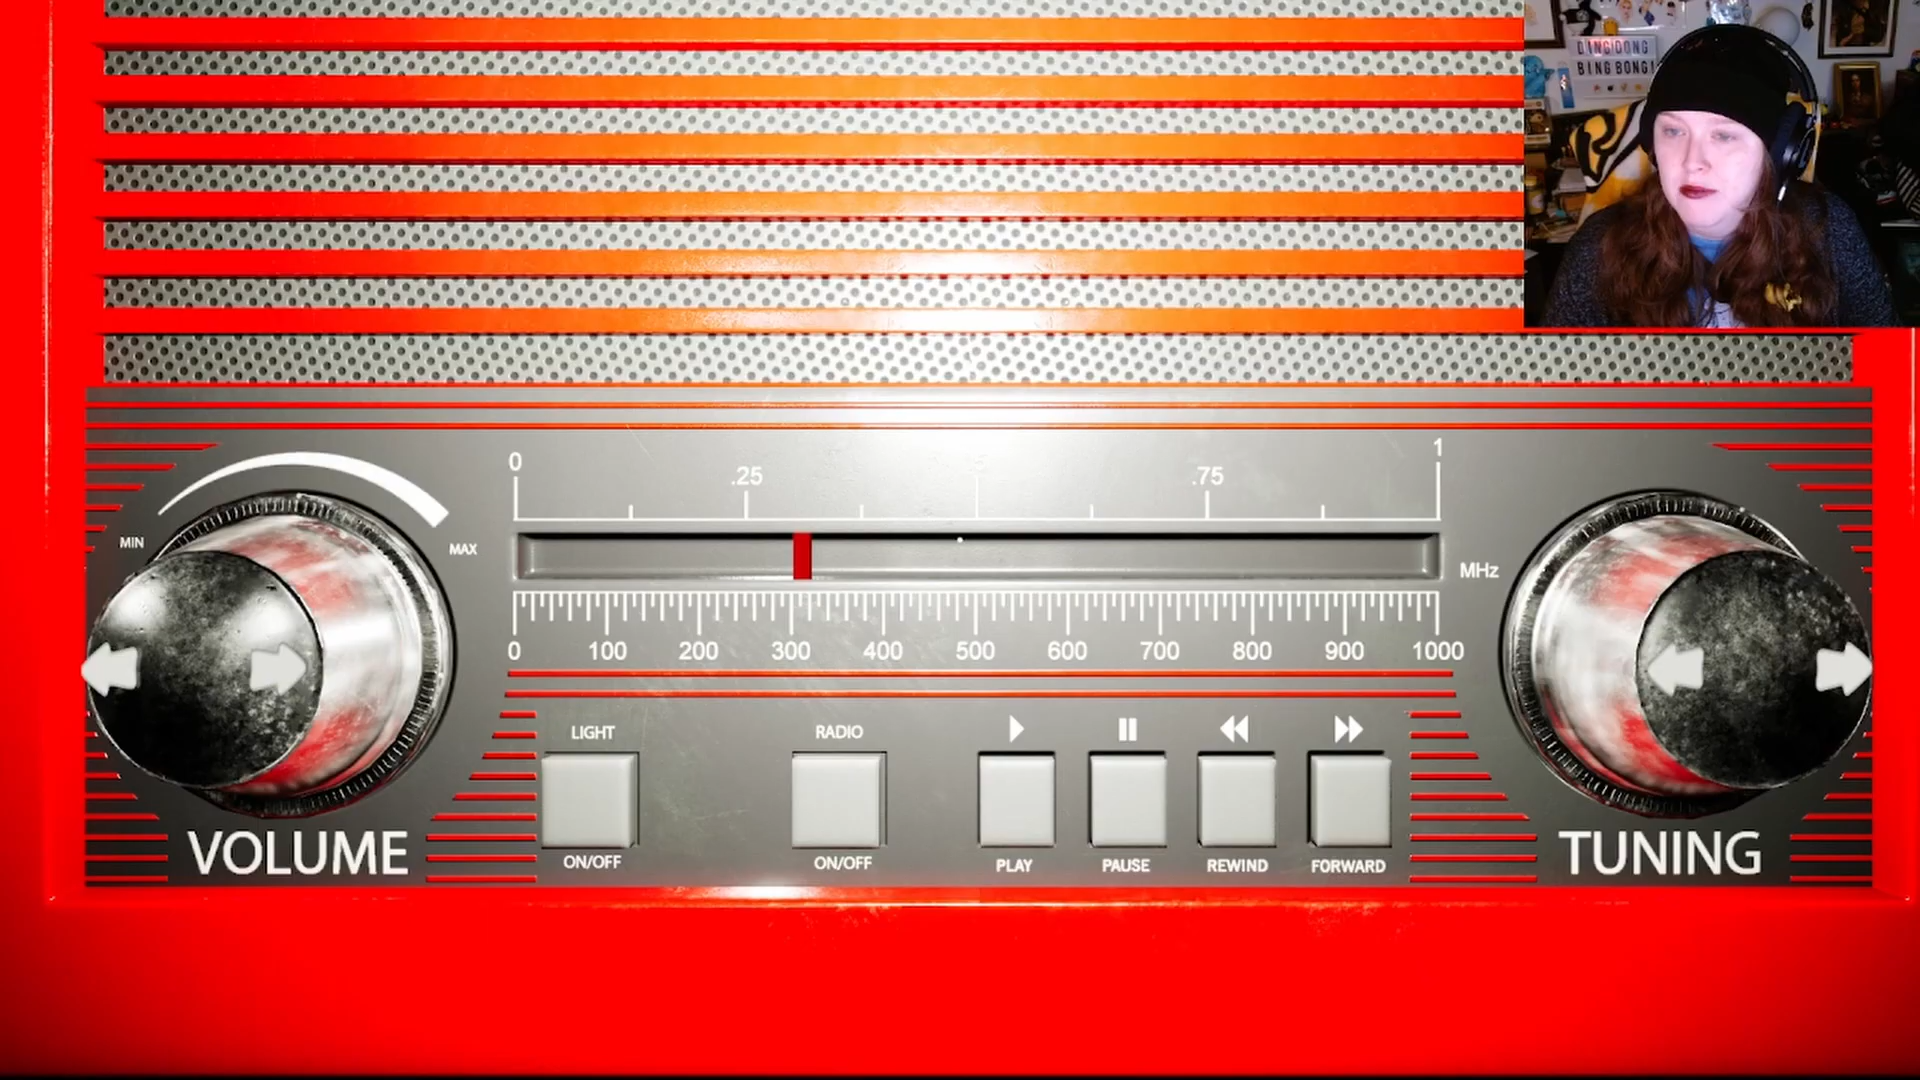 DINGIDONG
BING BONG!
0 .25 .75 1
MIN
MAX
MHz
0 100 200 300 400 500 600 700 800 900 1000
LIGHT RADIO
ON/OFF ON/OFF PLAY PAUSE REWIND FORWARD
VOLUME
TUNING